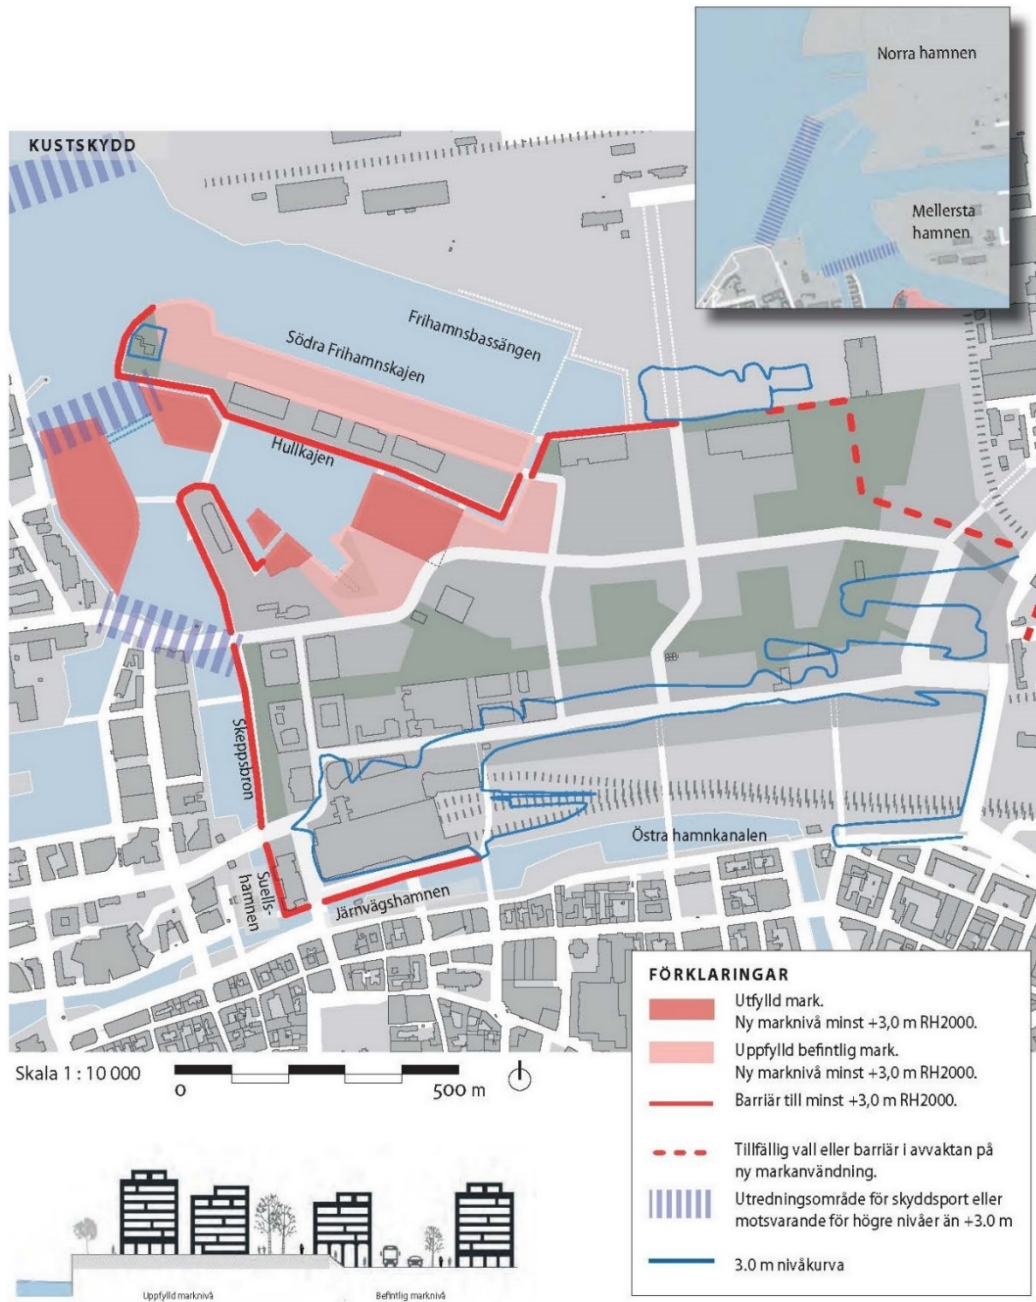 Norra hamnen
Mellersta
hamnen
KUSTSKYDD
Frihamnsbassängen
Södra Frihamnskajen
Hullkajen
Skeppsbron
Suells-
hamnen
Järnvägshamnen
Östra hamnkanalen
Skala 1 : 10 000
0
500 m
FÖRKLARINGAR
Utfylld mark.
Ny marknivå minst +3,0 m RH2000.
Uppfylld befintlig mark.
Ny marknivå minst +3,0 m RH2000.
Barriär till minst +3,0 m RH2000.
Tillfällig vall eller barriär i avvaktan på
ny markanvändning.
Utredningsområde för skyddsport eller
motsvarande för högre nivåer än +3.0 m
3.0 m nivåkurva
Uppfylld marknivå
Befintlig marknivå